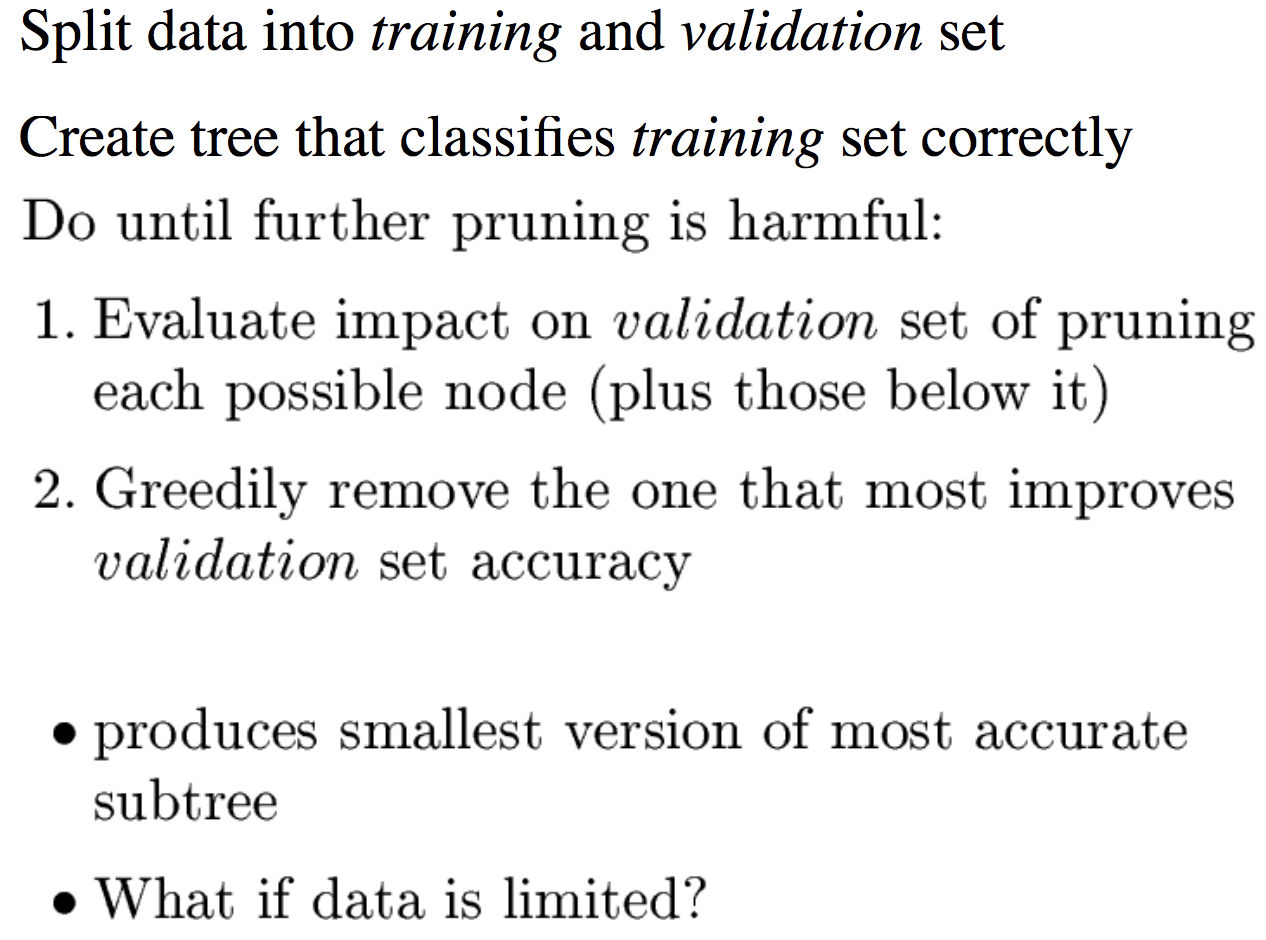 Split data into training and validation set
Create tree that classifies training set correctly
Do until further pruning is harmful:
1. Evaluate impact on validation set of pruning
each possible node (plus those below it)
2. Greedily remove the one that most improves
validation set accuracy
• produces smallest version of most accurate
subtree
• What if data is limited?